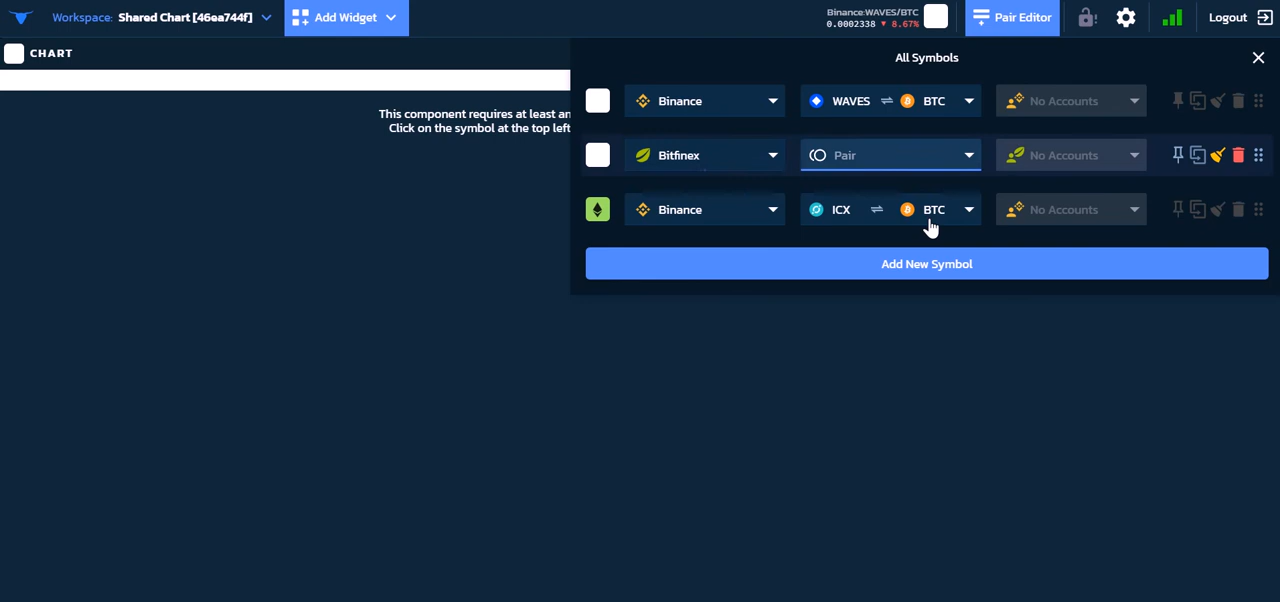 Workspace: Shared Chart [46ea744f]
Add Widget
Binance:WAVES/BTC
0.0002338 ▼ 8.67%
Pair Editor
Logout
CHART
All Symbols
This component requires at least an
Click on the symbol at the top left
Binance WAVES ⇌ BTC No Accounts
Bitfinex Pair No Accounts
Binance ICX ⇌ BTC No Accounts
Add New Symbol